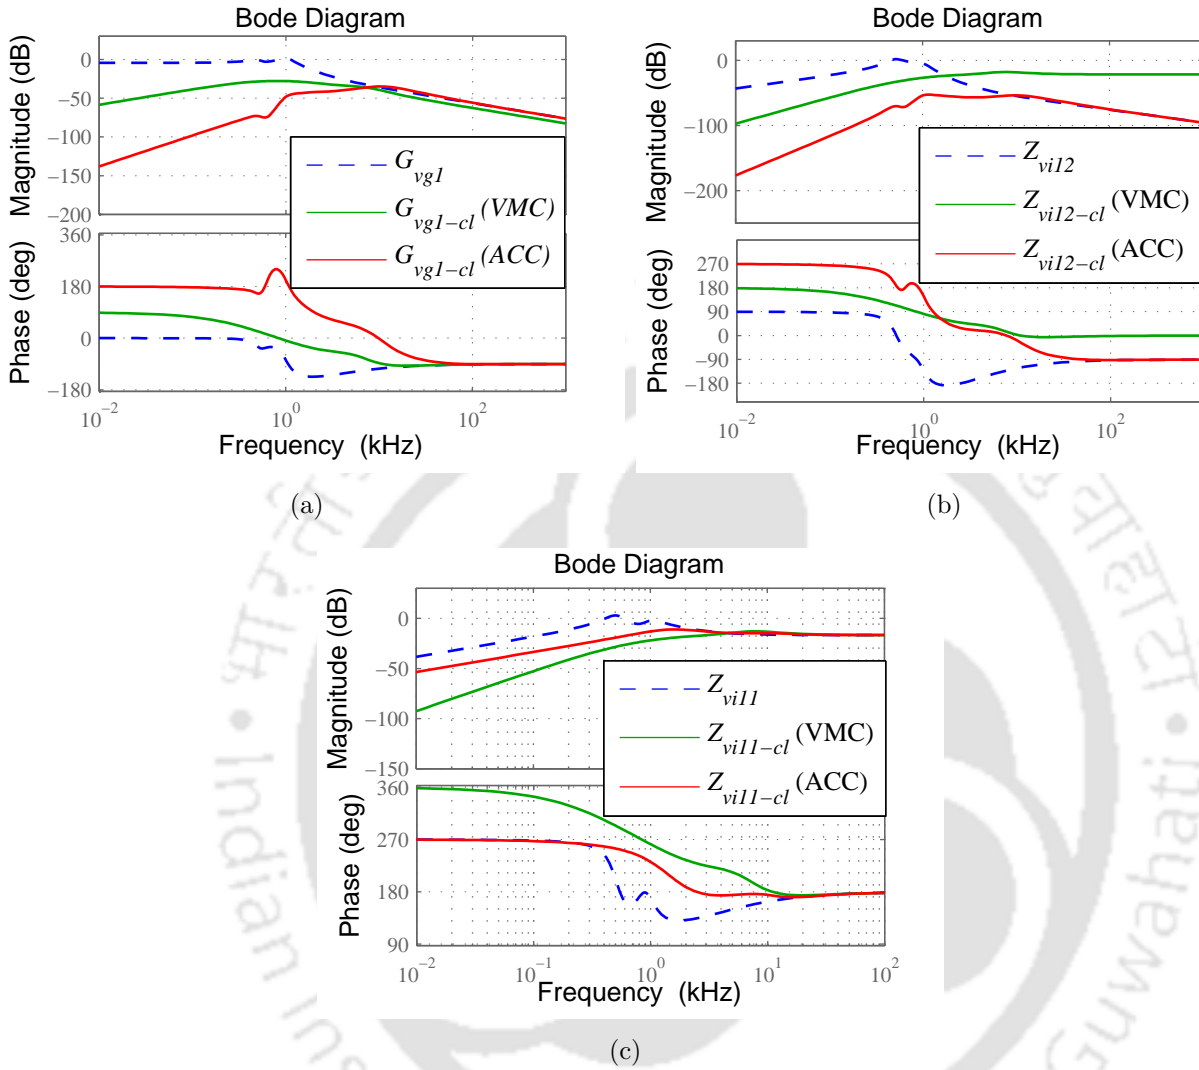 Bode Diagram
Magnitude (dB)
0
−50
−100
−150
−200
G_vg1
G_vg1−cl (VMC)
G_vg1−cl (ACC)
Phase (deg)
360
180
0
−180
10^−2
10^0
10^2
Frequency (kHz)
(a)
Bode Diagram
Magnitude (dB)
0
−100
−200
Z_vi12
Z_vi12−cl (VMC)
Z_vi12−cl (ACC)
Phase (deg)
270
180
90
0
−90
−180
10^−2
10^0
10^2
Frequency (kHz)
(b)
Bode Diagram
Magnitude (dB)
0
−50
−100
−150
Z_vi11
Z_vi11−cl (VMC)
Z_vi11−cl (ACC)
Phase (deg)
360
270
180
90
10^−2
10^−1
10^0
10^1
10^2
Frequency (kHz)
(c)
Indian Ins
Guwahati